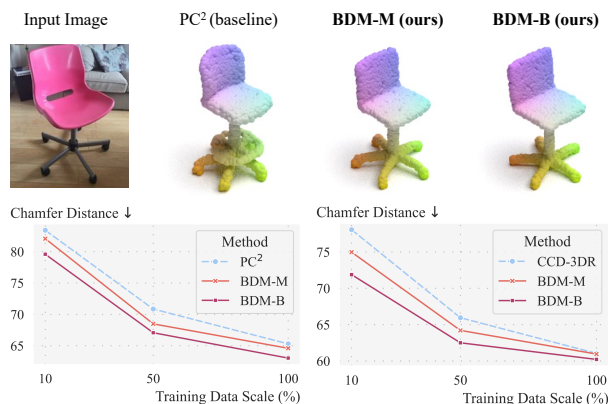 Input Image PC² (baseline) BDM-M (ours) BDM-B (ours)
Chamfer Distance ↓
80
75
70
65
10 50 100
Training Data Scale (%)
Method
PC²
BDM-M
BDM-B
Chamfer Distance ↓
75
70
65
60
10 50 100
Training Data Scale (%)
Method
CCD-3DR
BDM-M
BDM-B